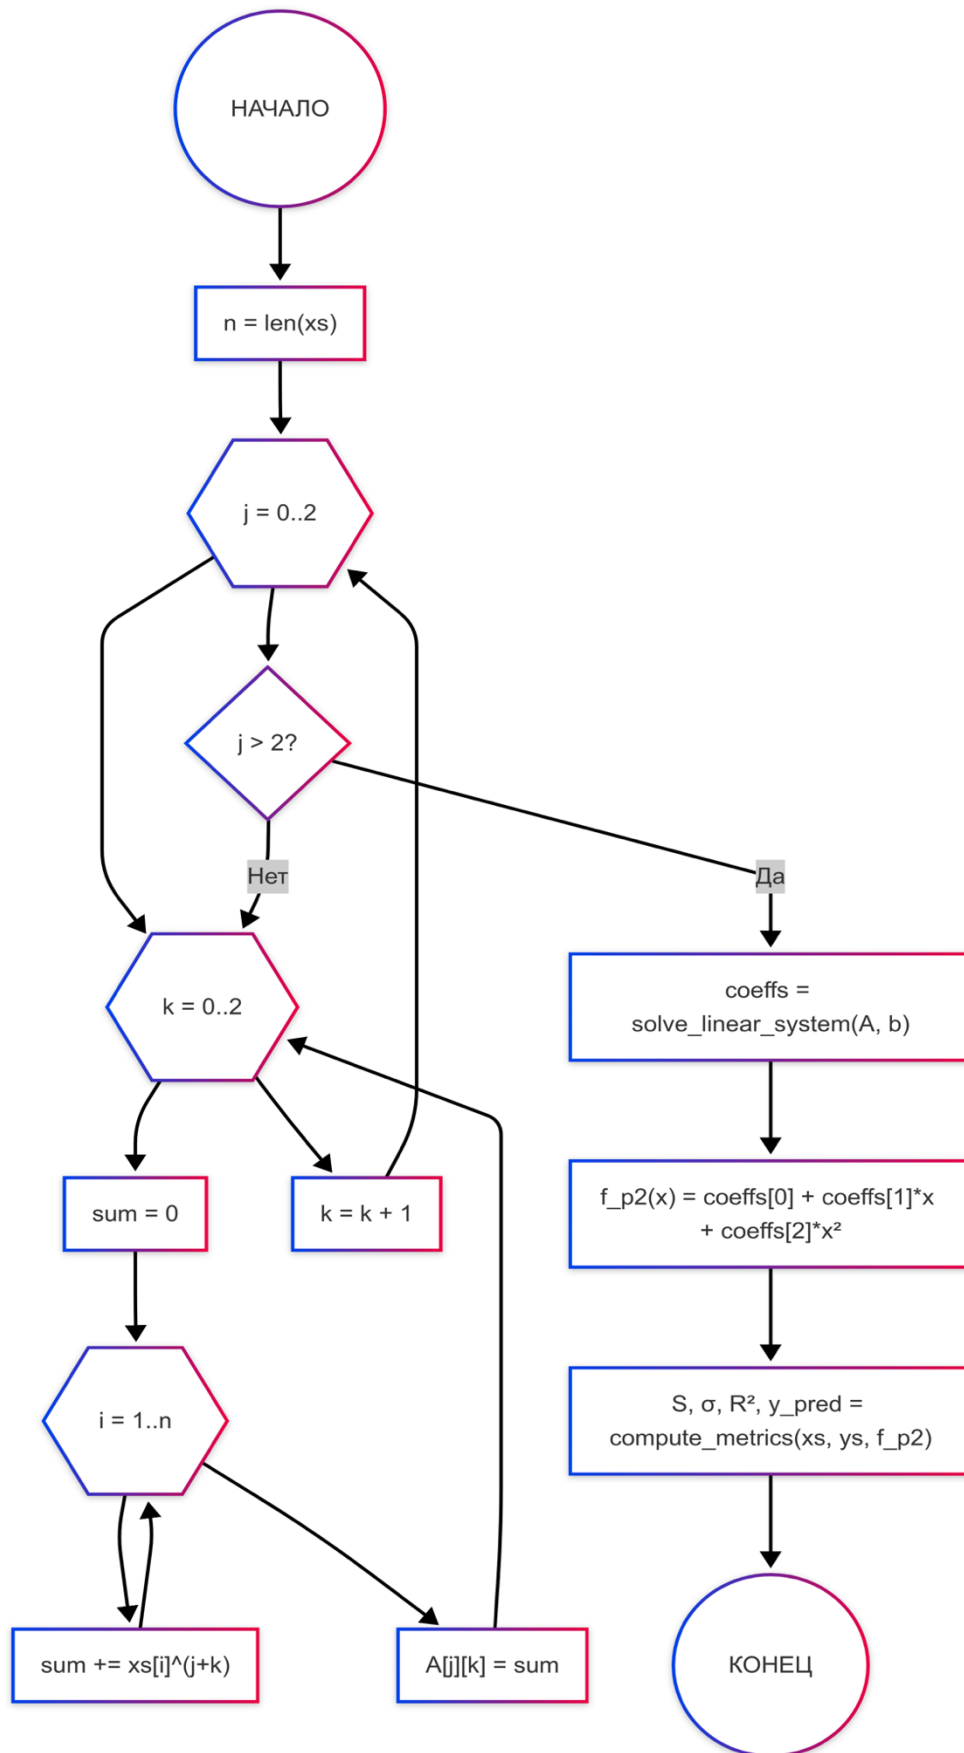 НАЧАЛО
n = len(xs)
j = 0..2
j > 2?
Нет
Да
k = 0..2
coeffs =
solve_linear_system(A, b)
sum = 0
k = k + 1
f_p2(x) = coeffs[0] + coeffs[1]*x
+ coeffs[2]*x²
i = 1..n
S, σ, R², y_pred =
compute_metrics(xs, ys, f_p2)
sum += xs[i]^(j+k)
A[j][k] = sum
КОНЕЦ